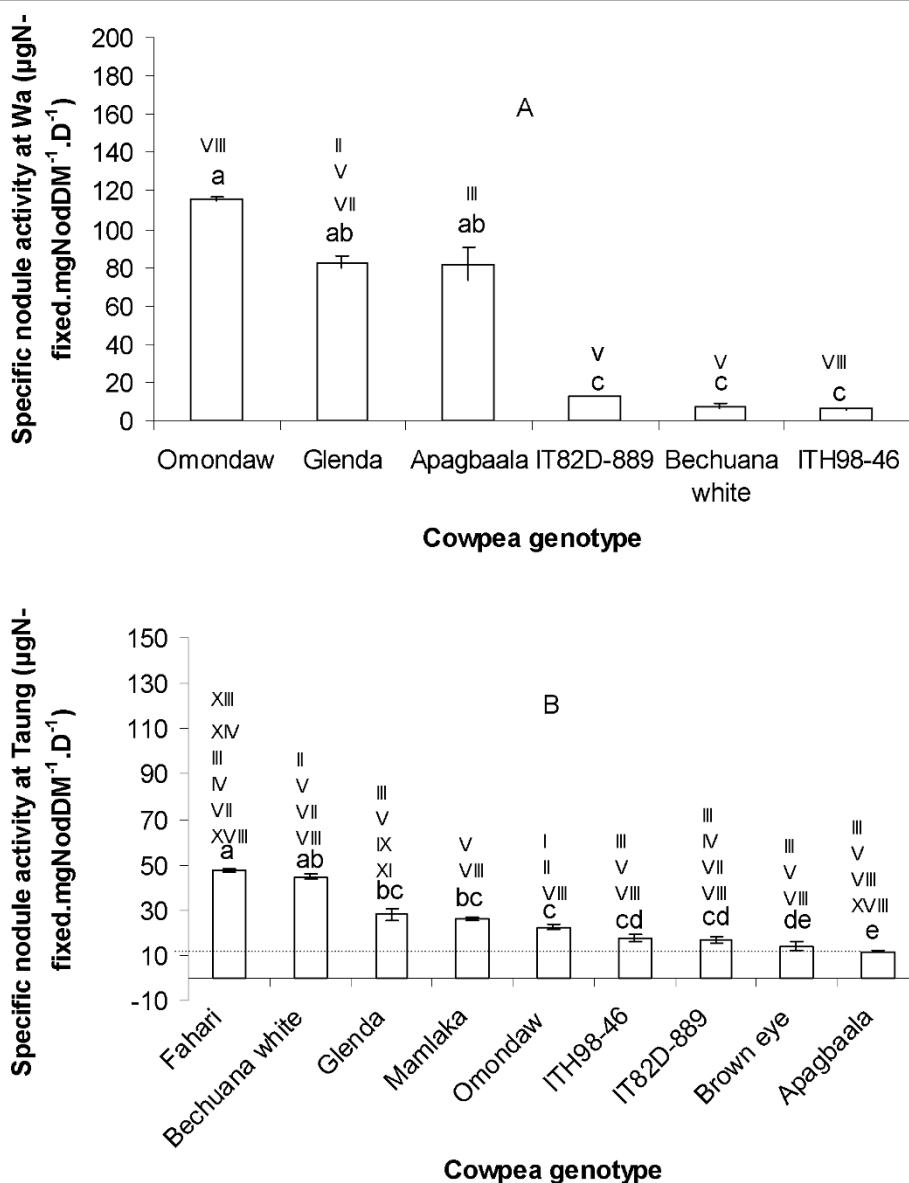 Specific nodule activity at Wa (µgN-
fixed.mgNodDM⁻¹.D⁻¹)
200
180
160
140
120
100
80
60
40
20
0
A
VIII
a
II
V
VII
ab
III
ab
V
c
V
c
VIII
c
Omondaw Glenda Apagbaala IT82D-889 Bechuana ITH98-46
white
Cowpea genotype
Specific nodule activity at Taung (µgN-
fixed.mgNodDM⁻¹.D⁻¹)
150
130
110
90
70
50
30
10
-10
B
XIII
XIV
III
IV
VII
XVIII
a
II
V
VII
VIII
ab
III
V
IX
XI
bc
V
VIII
bc
I
II
VIII
c
III
V
VIII
cd
III
IV
VII
VIII
cd
III
V
VIII
de
III
V
VIII
XVIII
e
Fahari
Bechuana white
Glenda
Mamlaka
Omondaw
ITH98-46
IT82D-889
Brown eye
Apagbaala
Cowpea genotype